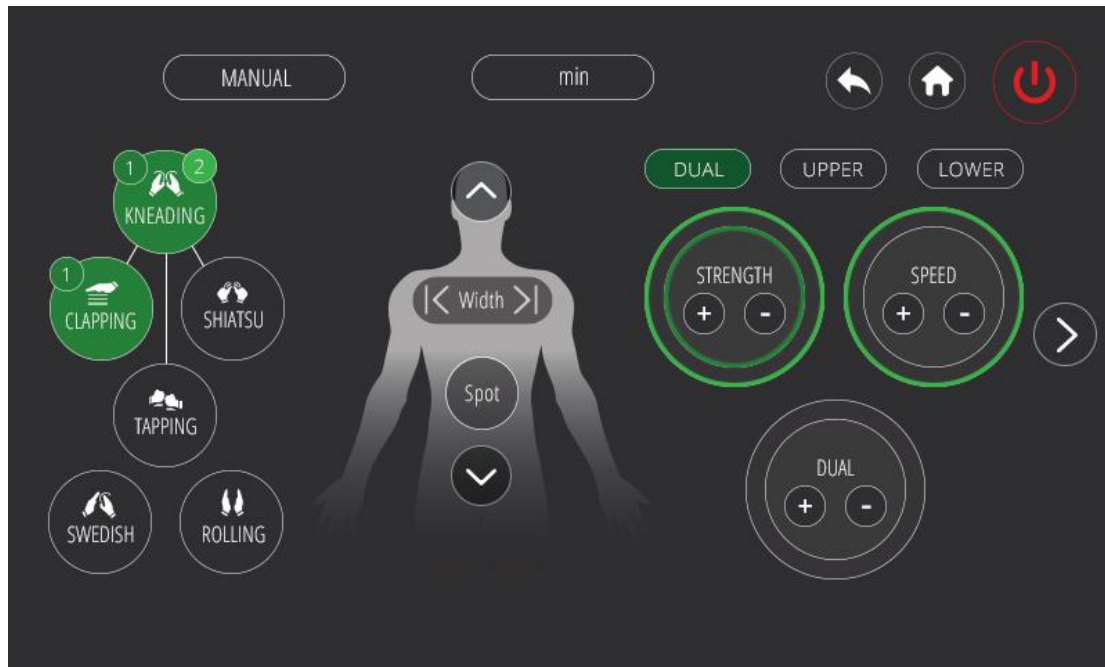 MANUAL
min
1
2
KNEADING
1
CLAPPING
SHIATSU
TAPPING
SWEDISH
ROLLING
Width
Spot
DUAL
UPPER
LOWER
STRENGTH
+ -
SPEED
+ -
DUAL
+ -